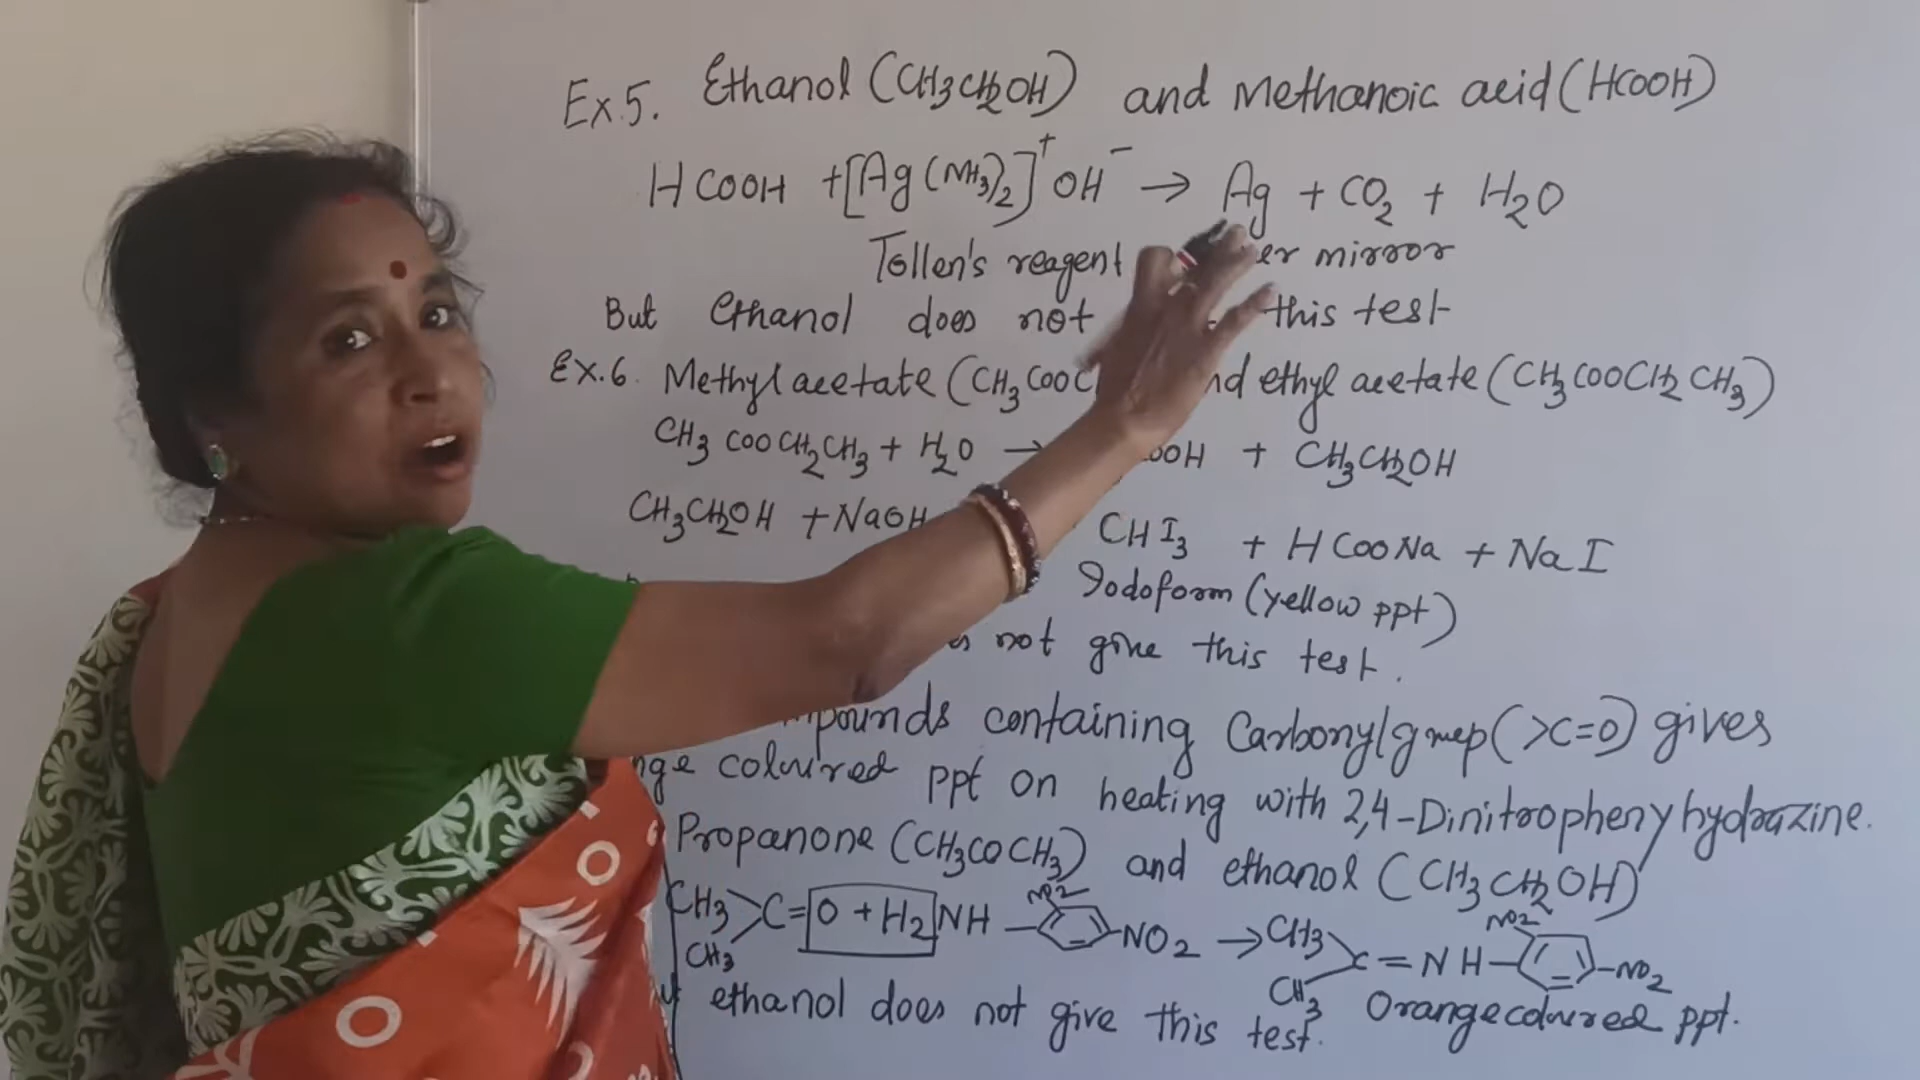 Ex.5. Ethanol (CH3CH2OH) and Methanoic acid (HCOOH)
HCOOH +[Ag(NH3)2]+ OH- → Ag + CO2 + H2O
Tollen's reagent er mirror
But Ethanol does not this test
Ex.6. Methyl acetate (CH3COOC nd ethyl acetate (CH3COOCH2CH3)
CH3COOCH2CH3 + H2O → OOH + CH3CH2OH
CH3CH2OH + NaOH CHI3 + HCOONa + NaI
Iodoform (yellow ppt)
s not give this test.
mpounds containing Carbonyl group (>C=O) gives
nge coloured ppt on heating with 2,4-Dinitrophenyhydrazine.
Propanone (CH3COCH3) and ethanol (CH3CH2OH)
CH3 CH3 >C=O + H2NH — NO2 NO2 → CH3 CH3 C=NH— NO2 -NO2
ethanol does not give this test. Orange coloured ppt.